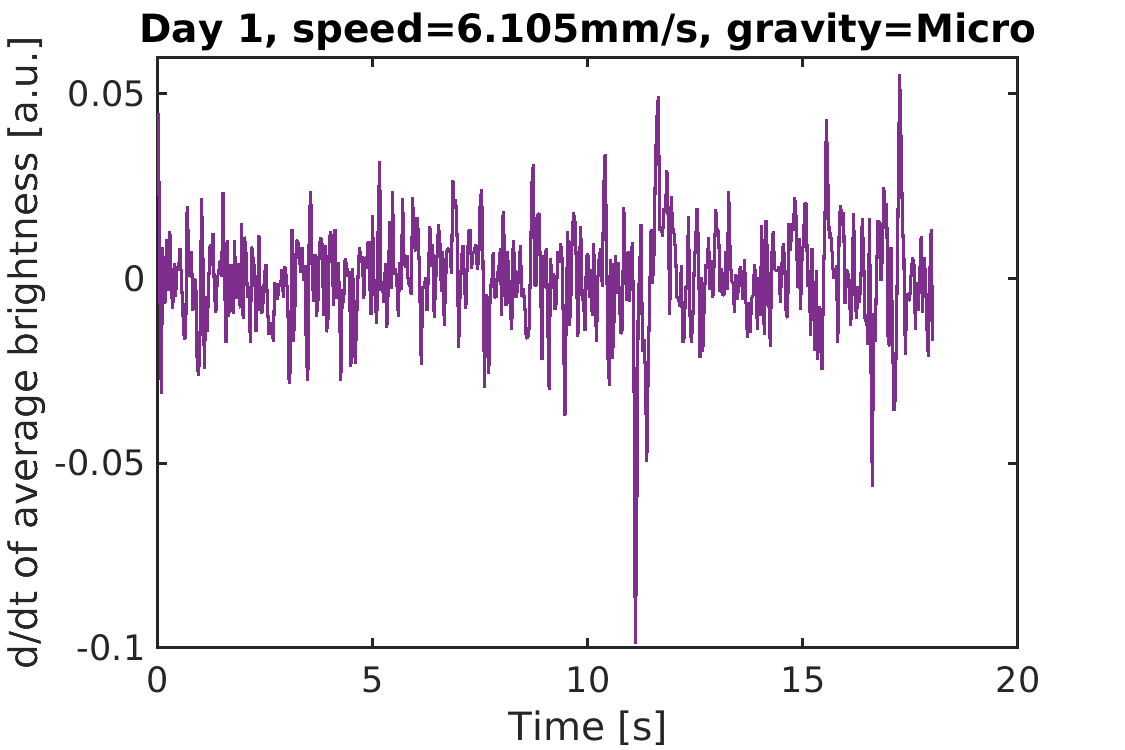 Day 1, speed=6.105mm/s, gravity=Micro
d/dt of average brightness [a.u.]
0.05
0
-0.05
-0.1
0 5 10 15 20
Time [s]